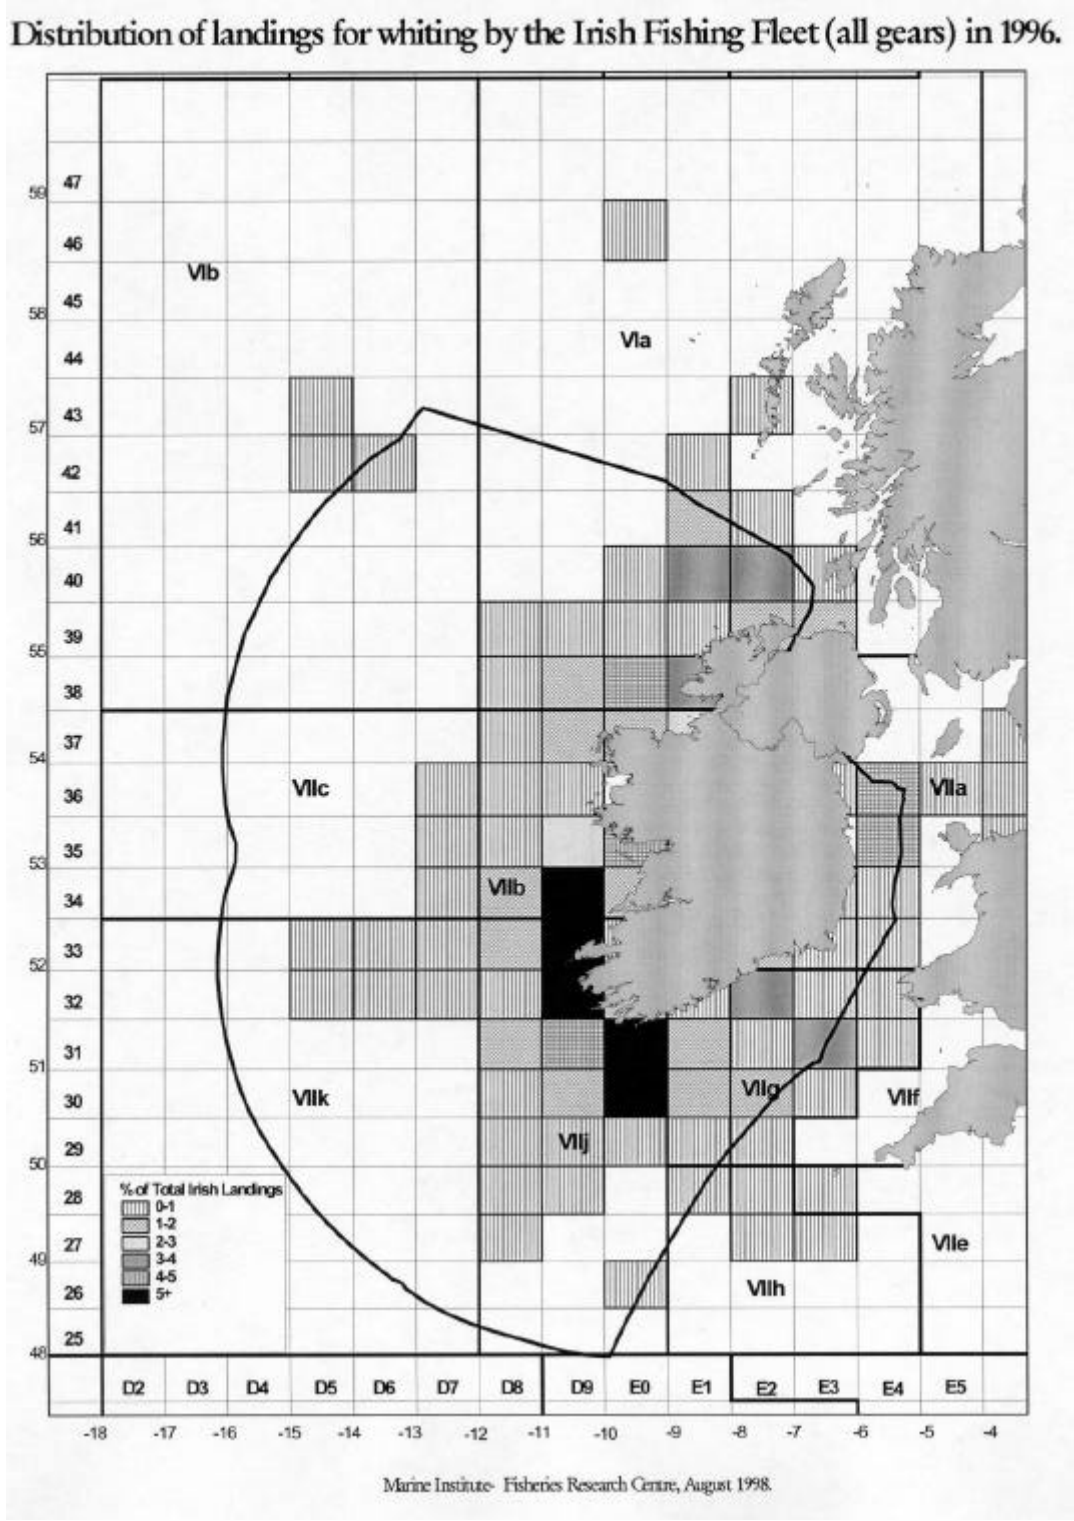 Distribution of landings for whiting by the Irish Fishing Fleet (all gears) in 1996.
47
59
46
VIb
45
58
VIa
44
43
57
42
41
56
40
39
55
38
37
54
VIIc
36
VIIa
35
53
34
VIIb
33
52
32
31
51
30
VIIk
VIIg
VIIf
29
VIIj
50
% of Total Irish Landings
28
0-1
1-2
27
2-3
VIIe
49
3-4
4-5
26
5+
VIIh
25
48
D2 D3 D4 D5 D6 D7 D8 D9 E0 E1 E2 E3 E4 E5
-18 -17 -16 -15 -14 -13 -12 -11 -10 -9 -8 -7 -6 -5 -4
Marine Institute- Fisheries Research Centre, August 1998.